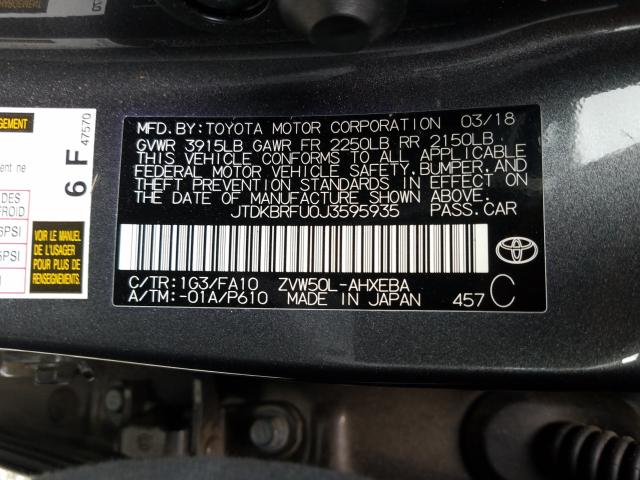 MFD. BY: TOYOTA MOTOR CORPORATION 03/18
GVWR 3915LB GAWR FR 2250LB RR 2150LB
THIS VEHICLE CONFORMS TO ALL APPLICABLE
FEDERAL MOTOR VEHICLE SAFETY, BUMPER, AND
THEFT PREVENTION STANDARDS IN EFFECT ON
THE DATE OF MANUFACTURE SHOWN ABOVE.
JTDKBRFU0J3595935 PASS. CAR
C/TR: 1G3/FA10 ZVW50L-AHXEBA
A/TM: -01A/P610 MADE IN JAPAN 457 C
6 F 47570
VOIR LE MANUEL
DE L'USAGER
POUR PLUS DE
RENSEIGNEMENTS